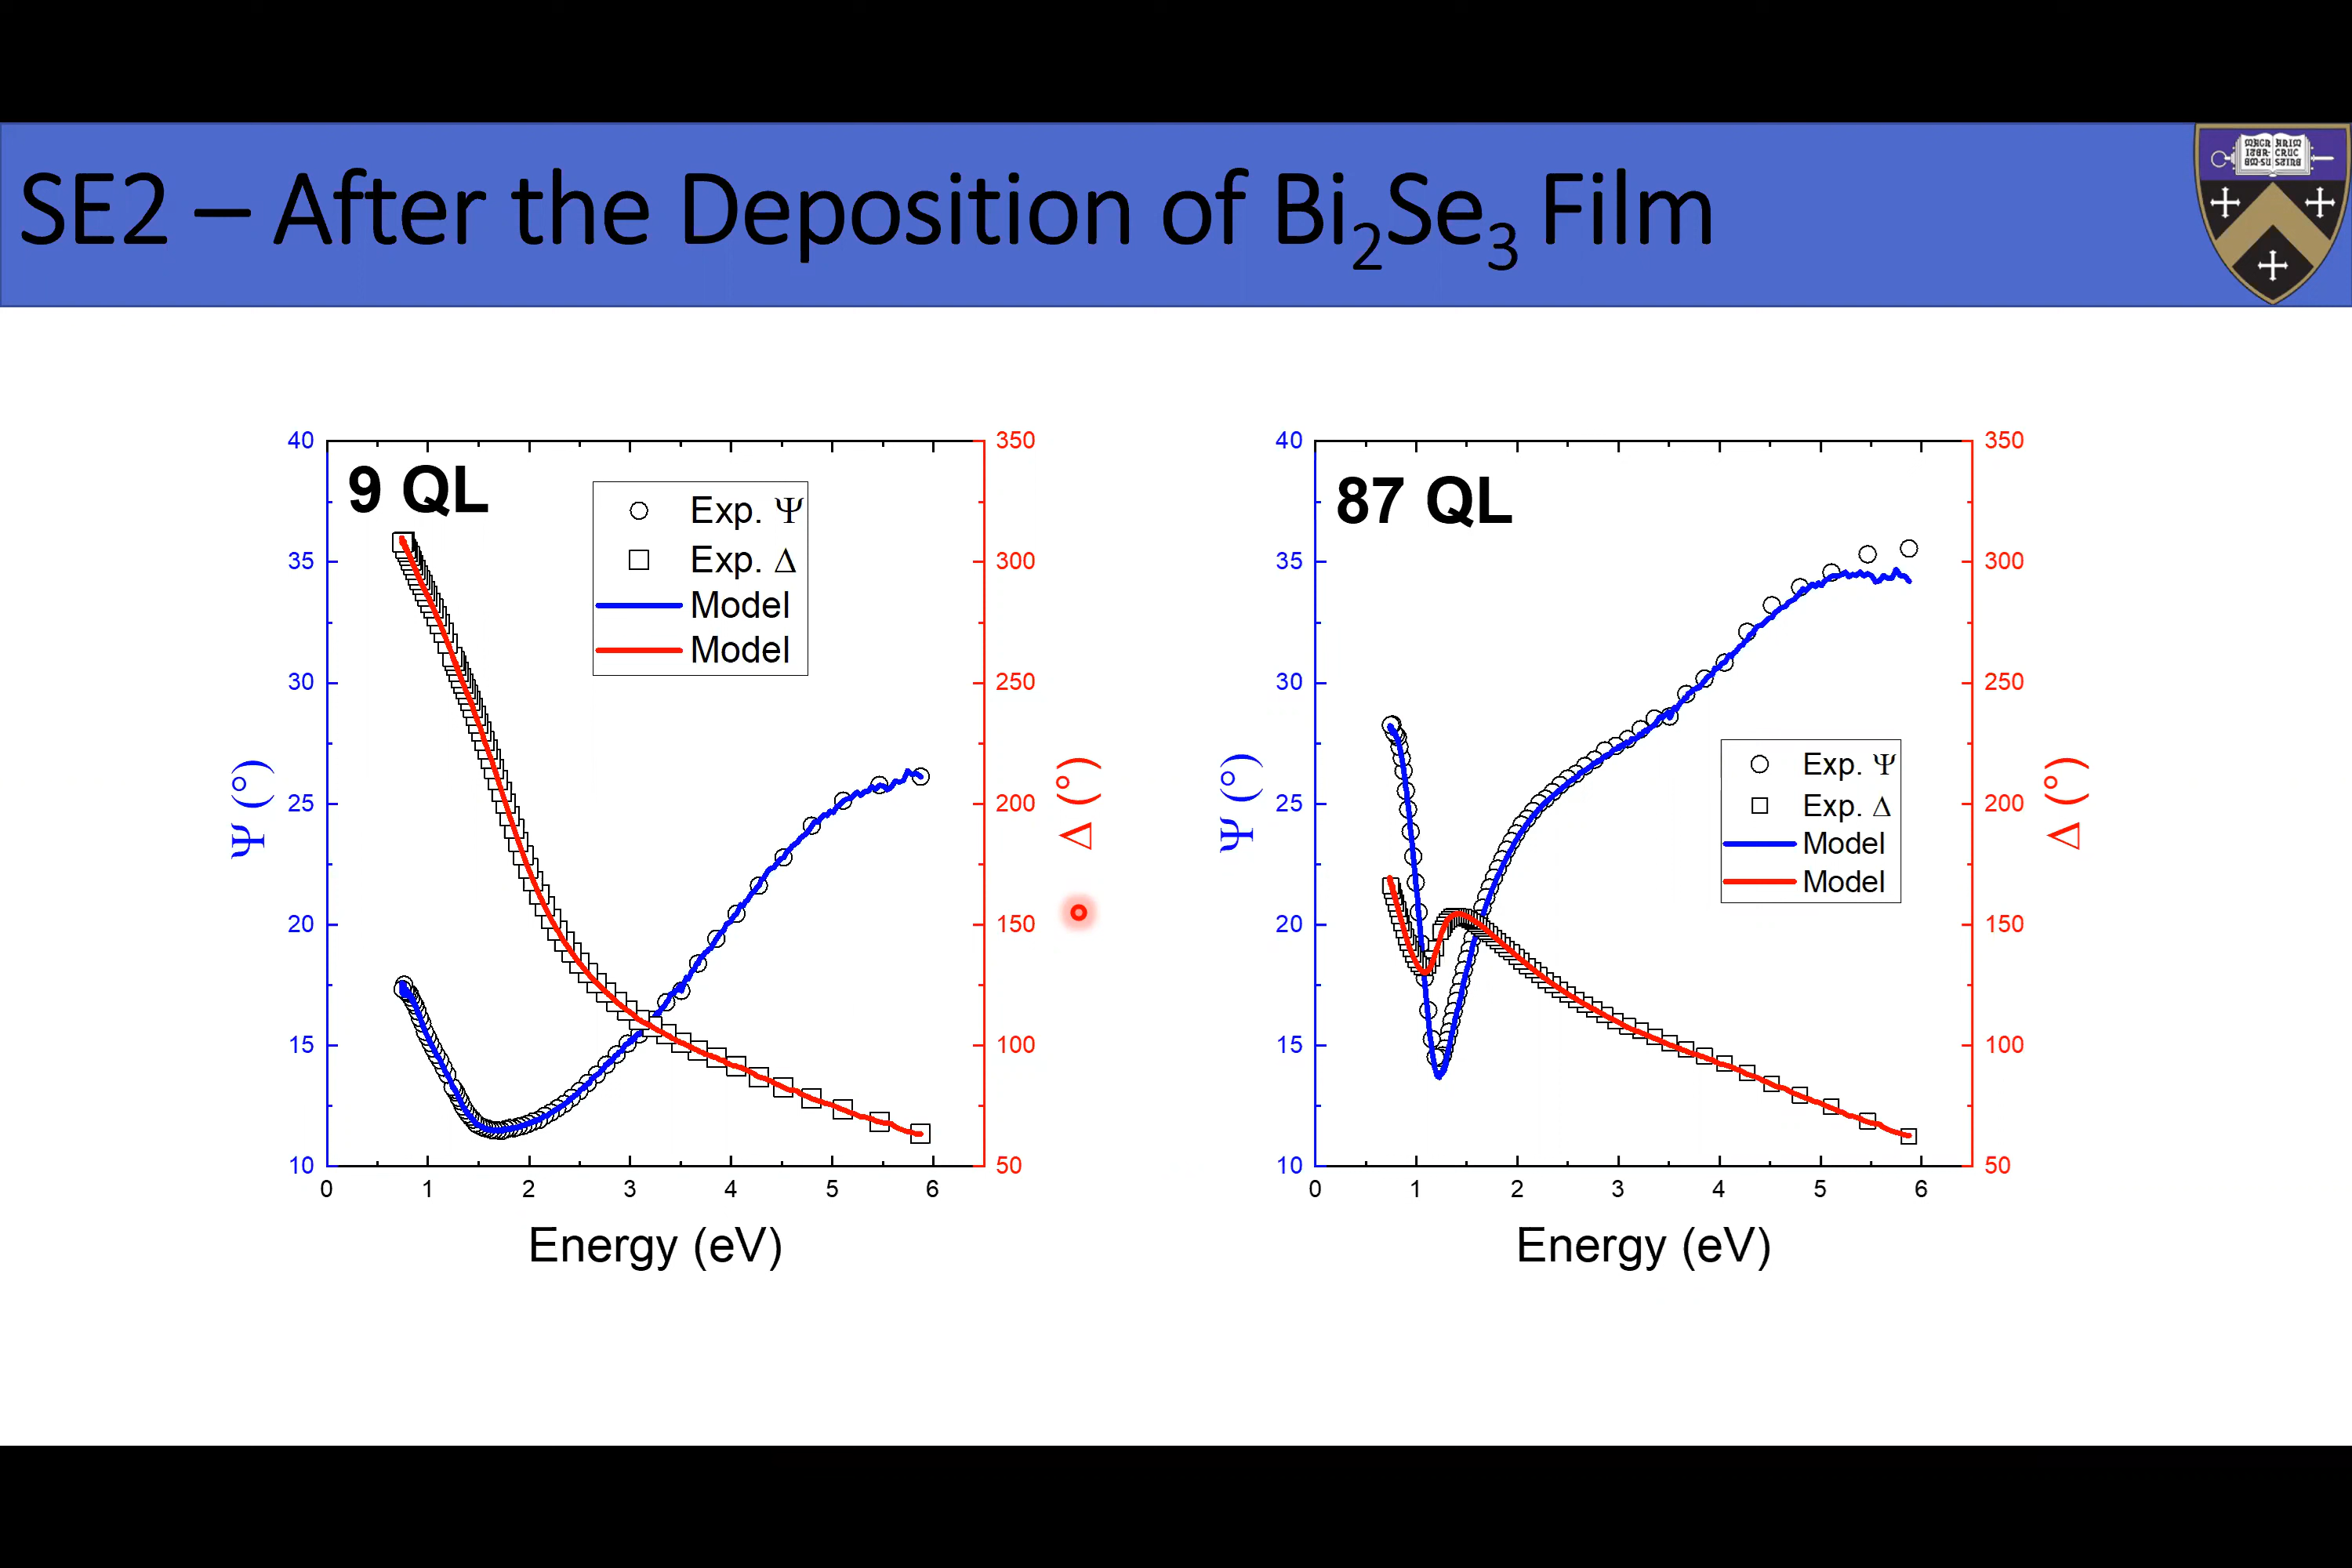 SE2 – After the Deposition of Bi₂Se₃ Film
9 QL
Exp. Ψ
Exp. Δ
Model
Model
40
35
30
25
20
15
10
Ψ (°)
350
300
250
200
150
100
50
Δ (°)
0 1 2 3 4 5 6
Energy (eV)
87 QL
Exp. Ψ
Exp. Δ
Model
Model
40
35
30
25
20
15
10
Ψ (°)
350
300
250
200
150
100
50
Δ (°)
0 1 2 3 4 5 6
Energy (eV)